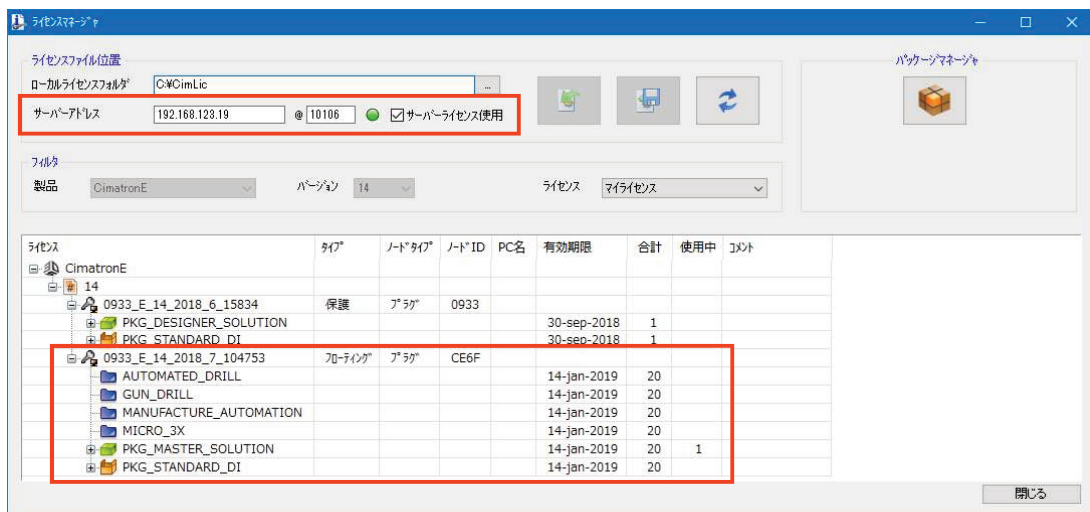 ライセンスマネージャ
ライセンスファイル位置
ローカルライセンスフォルダ C:¥CimLic ...
サーバーアドレス 192.168.123.19 @ 10106 サーバーライセンス使用
パッケージマネージャ
フィルタ
製品 CimatronE バージョン 14 ライセンス マイライセンス
ライセンス タイプ ノードタイプ ノードID PC名 有効期限 合計 使用中 コメント
CimatronE
14
0933_E_14_2018_6_15834 保護 プラグ 0933
PKG_DESIGNER_SOLUTION 30-sep-2018 1
PKG_STANDARD_DI 30-sep-2018 1
0933_E_14_2018_7_104753 フローティング プラグ CE6F
AUTOMATED_DRILL 14-jan-2019 20
GUN_DRILL 14-jan-2019 20
MANUFACTURE_AUTOMATION 14-jan-2019 20
MICRO_3X 14-jan-2019 20
PKG_MASTER_SOLUTION 14-jan-2019 20 1
PKG_STANDARD_DI 14-jan-2019 20
閉じる